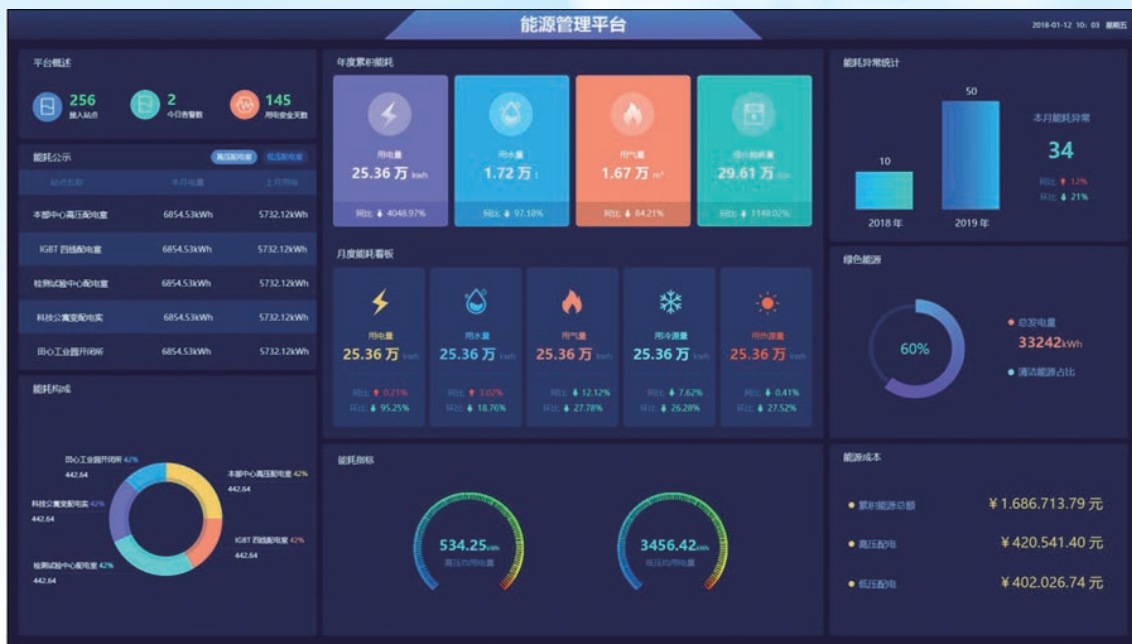 能源管理平台
2018-01-12 10: 03 星期五
平台概述
256
接入站点
2
今日告警数
145
用电安全天数
能耗公示
高压配电室
低压配电室
站点名称 本月电量 上月用电
本部中心高压配电室 6854.53kWh 5732.12kWh
IGBT 四线配电室 6854.53kWh 5732.12kWh
检测试验中心配电室 6854.53kWh 5732.12kWh
科技公寓变配电实 6854.53kWh 5732.12kWh
田心工业园开闭所 6854.53kWh 5732.12kWh
能耗构成
田心工业园开闭所 42%
442.64
本部中心高压配电室 42%
442.64
科技公寓变配电实 42%
442.64
IGBT 四线配电室 42%
442.64
检测试验中心配电室 42%
442.64
年度累积能耗
用电量
25.36 万 kwh
同比 4048.97%
用水量
1.72 万 t
同比 97.18%
用气量
1.67 万 m³
同比 84.21%
综合能耗量
29.61 万
同比 1148.02%
月度能耗看板
用电量
25.36 万 kwh
同比 0.21%
环比 95.25%
用水量
25.36 万 kwh
同比 3.02%
环比 18.76%
用气量
25.36 万 kwh
同比 12.12%
环比 27.78%
用冷源量
25.36 万 kwh
同比 7.62%
环比 26.28%
用热源量
25.36 万 kwh
同比 0.41%
环比 27.52%
能耗指标
534.25kWh
高压均用电量
3456.42kWh
低压均用电量
能耗异常统计
50
10
2018 年 2019 年
本月能耗异常
34
同比 12%
环比 21%
绿色能源
60%
总发电量
33242kWh
清洁能源占比
能源成本
累积能源总额 ¥1.686.713.79 元
高压配电 ¥420.541.40 元
低压配电 ¥402.026.74 元